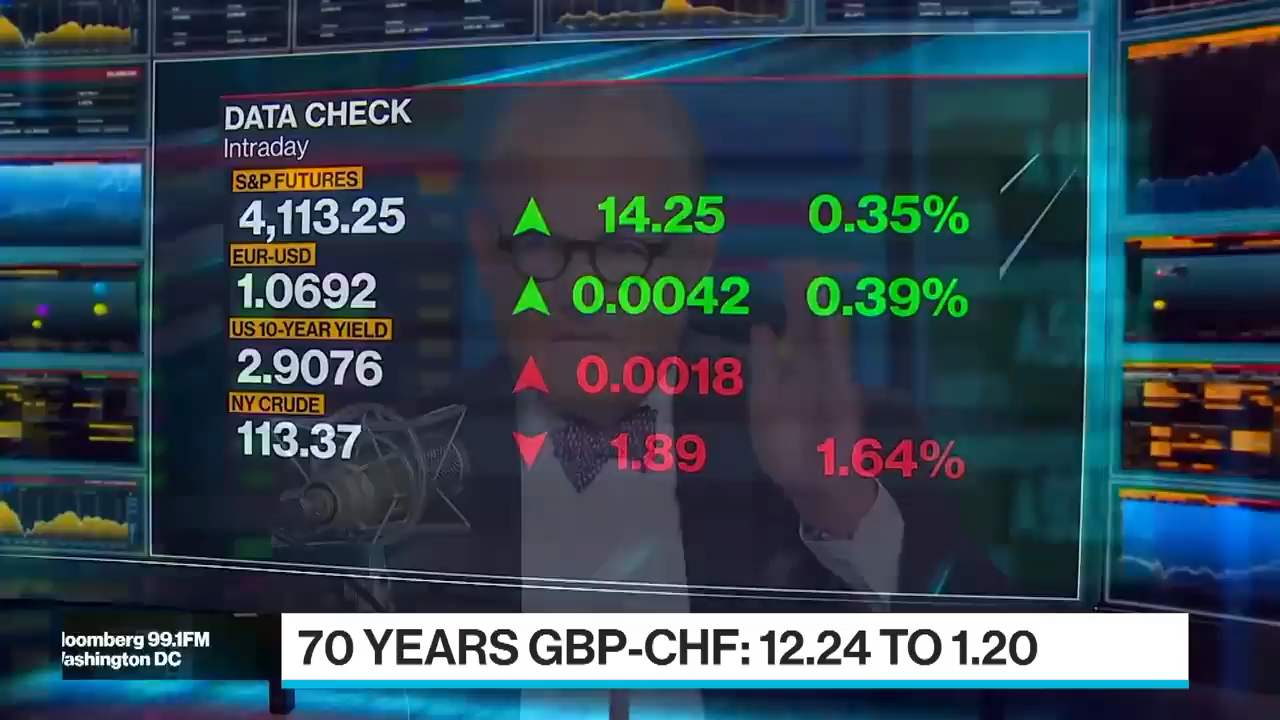 DATA CHECK
Intraday
S&P FUTURES
4,113.25 ▲ 14.25 0.35%
EUR-USD
1.0692 ▲ 0.0042 0.39%
US 10-YEAR YIELD
2.9076 ▲ 0.0018
NY CRUDE
113.37 ▼ 1.89 1.64%
loomberg 99.1FM
ashington DC
70 YEARS GBP-CHF: 12.24 TO 1.20